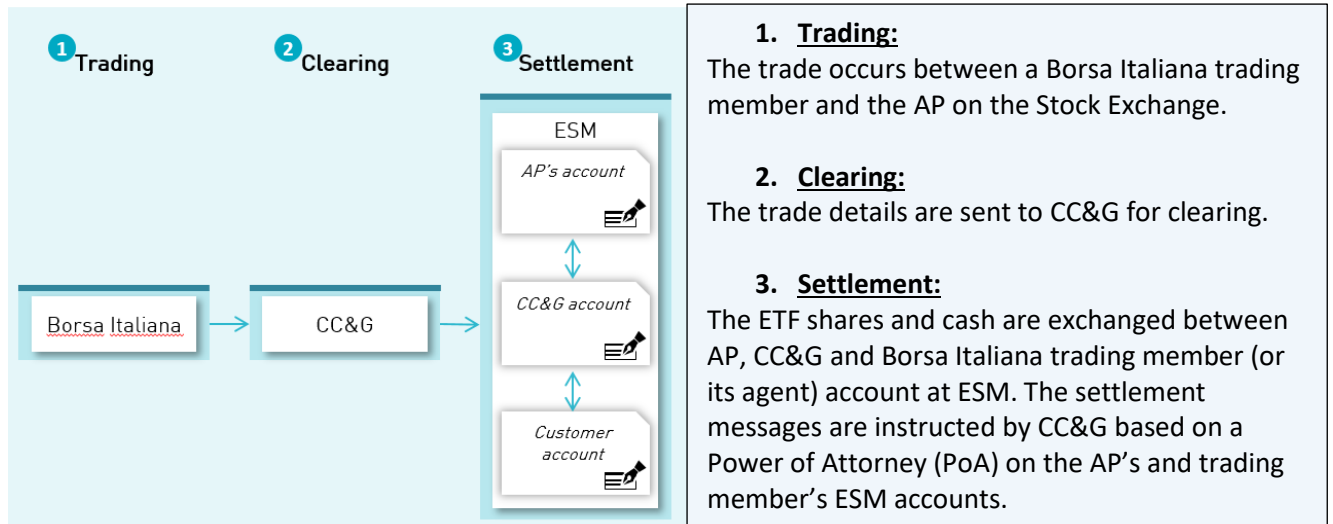 1 Trading
2 Clearing
3 Settlement
ESM
AP's account
CC&G account
Customer
account
Borsa Italiana
CC&G
1. Trading:
The trade occurs between a Borsa Italiana trading
member and the AP on the Stock Exchange.
2. Clearing:
The trade details are sent to CC&G for clearing.
3. Settlement:
The ETF shares and cash are exchanged between
AP, CC&G and Borsa Italiana trading member (or
its agent) account at ESM. The settlement
messages are instructed by CC&G based on a
Power of Attorney (PoA) on the AP's and trading
member's ESM accounts.